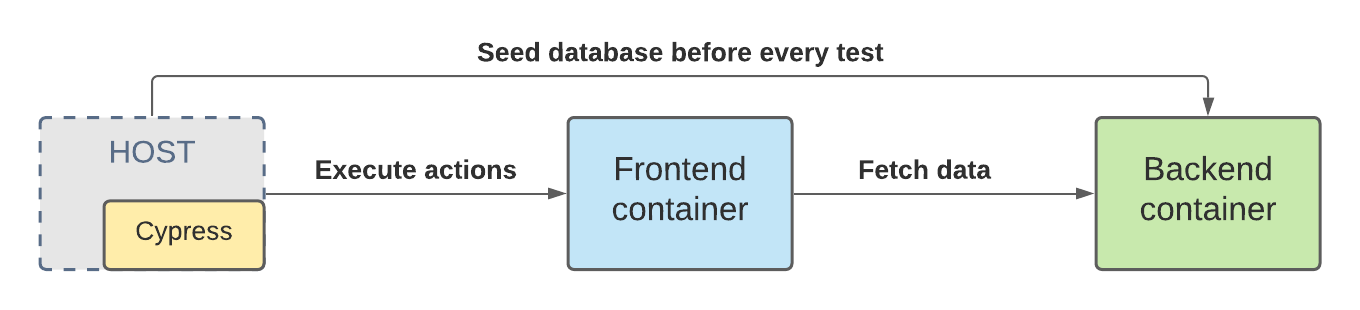 Seed database before every test
HOST
Cypress
Execute actions
Frontend
container
Fetch data
Backend
container